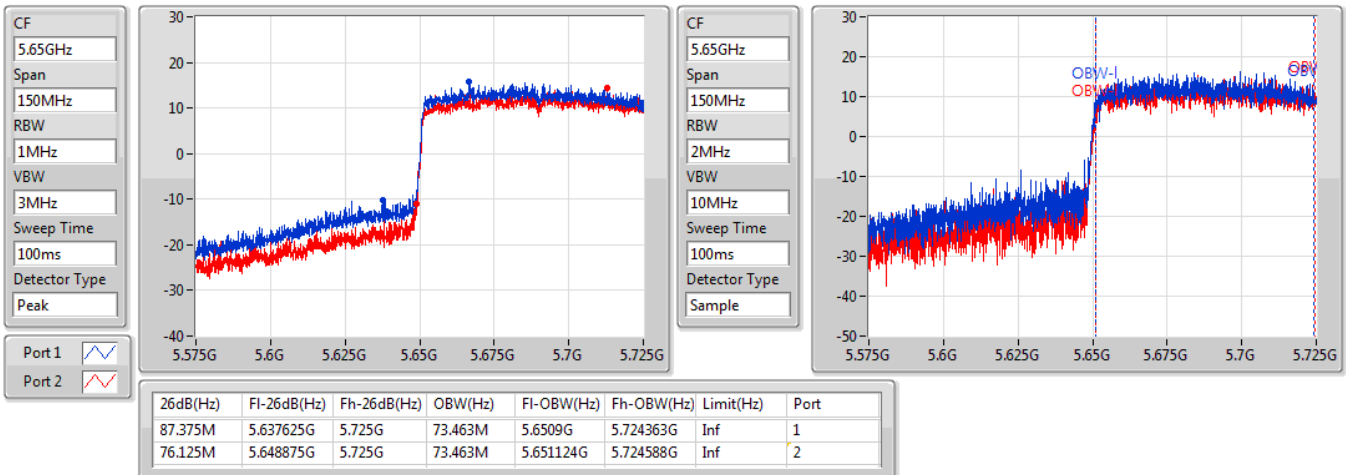 CF
5.65GHz
Span
150MHz
RBW
1MHz
VBW
3MHz
Sweep Time
100ms
Detector Type
Peak
Port 1
Port 2
30
20
10
0
-10
-20
-30
-40
5.575G 5.6G 5.625G 5.65G 5.675G 5.7G 5.725G
CF
5.65GHz
Span
150MHz
RBW
2MHz
VBW
10MHz
Sweep Time
100ms
Detector Type
Sample
30
20
10
0
-10
-20
-30
-40
-50
OBW-l
5.575G 5.6G 5.625G 5.65G 5.675G 5.7G 5.725G
26dB(Hz) Fl-26dB(Hz) Fh-26dB(Hz) OBW(Hz) Fl-OBW(Hz) Fh-OBW(Hz) Limit(Hz) Port
87.375M 5.637625G 5.725G 73.463M 5.6509G 5.724363G Inf 1
76.125M 5.648875G 5.725G 73.463M 5.651124G 5.724588G Inf 2